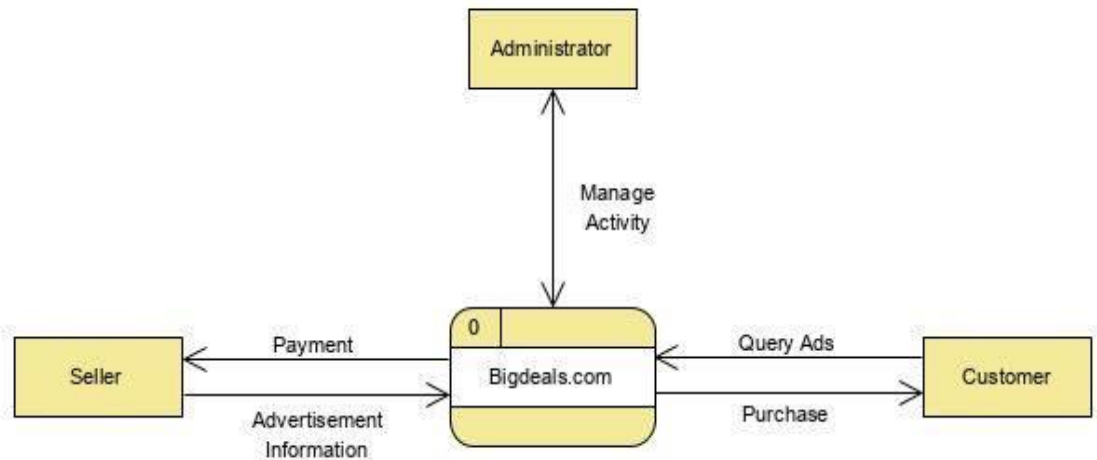 Administrator
Manage
Activity
0
Payment
Query Ads
Seller
Bigdeals.com
Customer
Advertisement
Information
Purchase